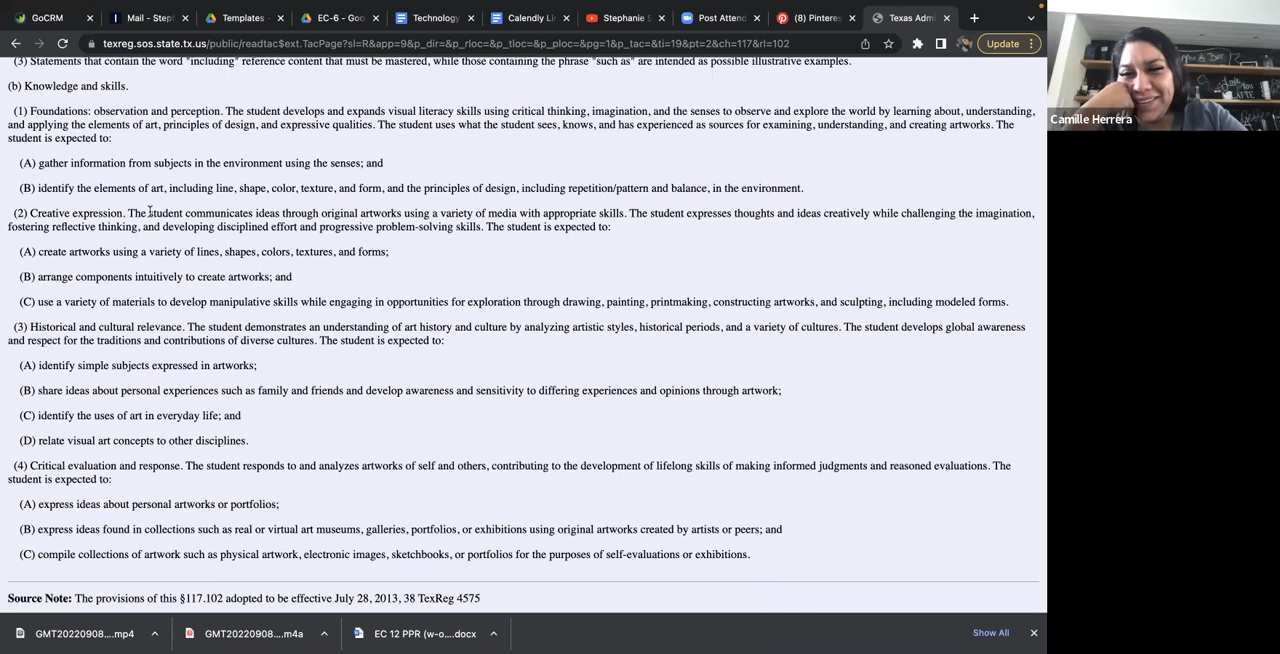 GoCRM
Mail - Step
Templates -
EC-6 - Goo
Technology
Calendly Li
Stephanie S
Post Attend
(8) Pinteres
Texas Admi
texreg.sos.state.tx.us/public/readtac$ext.TacPage?sl=R&app=9&p_dir=&p_rloc=&p_tloc=&p_ploc=&pg=1&p_tac=&ti=19&pt=2&ch=117&rl=102
Update
(3) Statements that contain the word "including" reference content that must be mastered, while those containing the phrase "such as" are intended as possible illustrative examples.
(b) Knowledge and skills.
(1) Foundations: observation and perception. The student develops and expands visual literacy skills using critical thinking, imagination, and the senses to observe and explore the world by learning about, understanding,
and applying the elements of art, principles of design, and expressive qualities. The student uses what the student sees, knows, and has experienced as sources for examining, understanding, and creating artworks. The
student is expected to:
(A) gather information from subjects in the environment using the senses; and
(B) identify the elements of art, including line, shape, color, texture, and form, and the principles of design, including repetition/pattern and balance, in the environment.
(2) Creative expression. The student communicates ideas through original artworks using a variety of media with appropriate skills. The student expresses thoughts and ideas creatively while challenging the imagination,
fostering reflective thinking, and developing disciplined effort and progressive problem-solving skills. The student is expected to:
(A) create artworks using a variety of lines, shapes, colors, textures, and forms;
(B) arrange components intuitively to create artworks; and
(C) use a variety of materials to develop manipulative skills while engaging in opportunities for exploration through drawing, painting, printmaking, constructing artworks, and sculpting, including modeled forms.
(3) Historical and cultural relevance. The student demonstrates an understanding of art history and culture by analyzing artistic styles, historical periods, and a variety of cultures. The student develops global awareness
and respect for the traditions and contributions of diverse cultures. The student is expected to:
(A) identify simple subjects expressed in artworks;
(B) share ideas about personal experiences such as family and friends and develop awareness and sensitivity to differing experiences and opinions through artwork;
(C) identify the uses of art in everyday life; and
(D) relate visual art concepts to other disciplines.
(4) Critical evaluation and response. The student responds to and analyzes artworks of self and others, contributing to the development of lifelong skills of making informed judgments and reasoned evaluations. The
student is expected to:
(A) express ideas about personal artworks or portfolios;
(B) express ideas found in collections such as real or virtual art museums, galleries, portfolios, or exhibitions using original artworks created by artists or peers; and
(C) compile collections of artwork such as physical artwork, electronic images, sketchbooks, or portfolios for the purposes of self-evaluations or exhibitions.
Source Note: The provisions of this §117.102 adopted to be effective July 28, 2013, 38 TexReg 4575
GMT20220908....mp4
GMT20220908....m4a
EC 12 PPR (w-o....docx
Show All
Camille Herrera